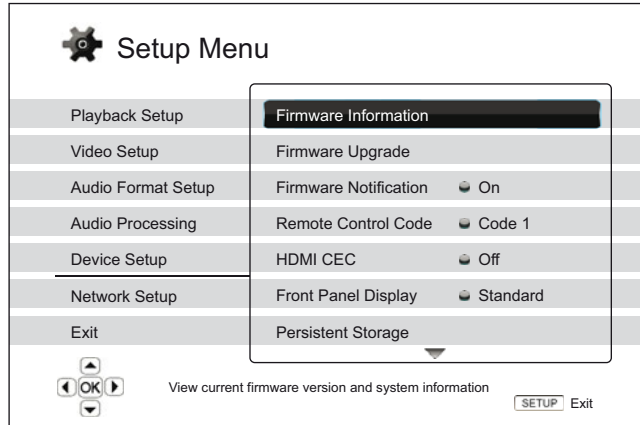 Setup Menu
Playback Setup
Video Setup
Audio Format Setup
Audio Processing
Device Setup
Network Setup
Exit
Firmware Information
Firmware Upgrade
Firmware Notification On
Remote Control Code Code 1
HDMI CEC Off
Front Panel Display Standard
Persistent Storage
OK
View current firmware version and system information
SETUP Exit